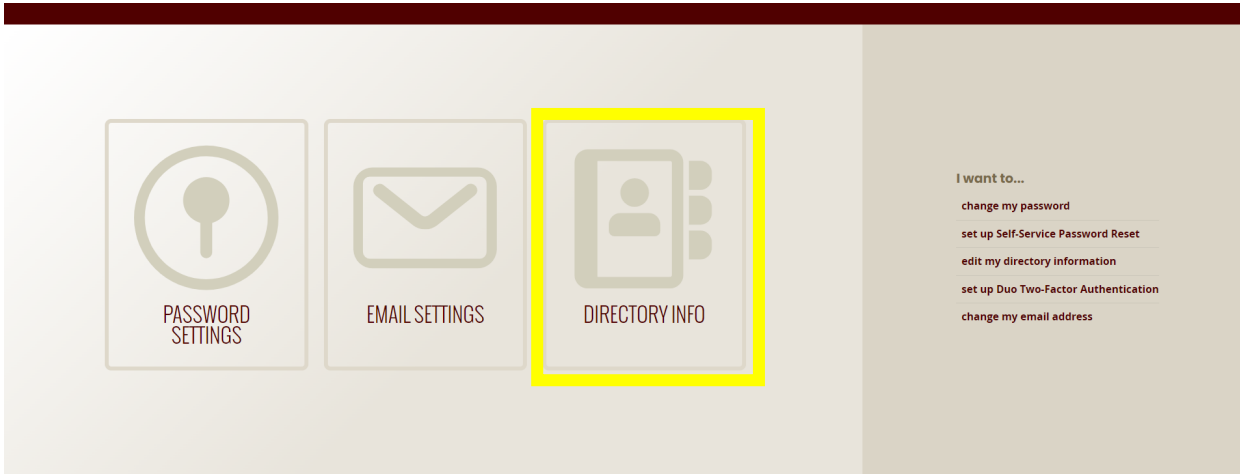 PASSWORD
SETTINGS
EMAIL SETTINGS
DIRECTORY INFO
I want to...
change my password
set up Self-Service Password Reset
edit my directory information
set up Duo Two-Factor Authentication
change my email address